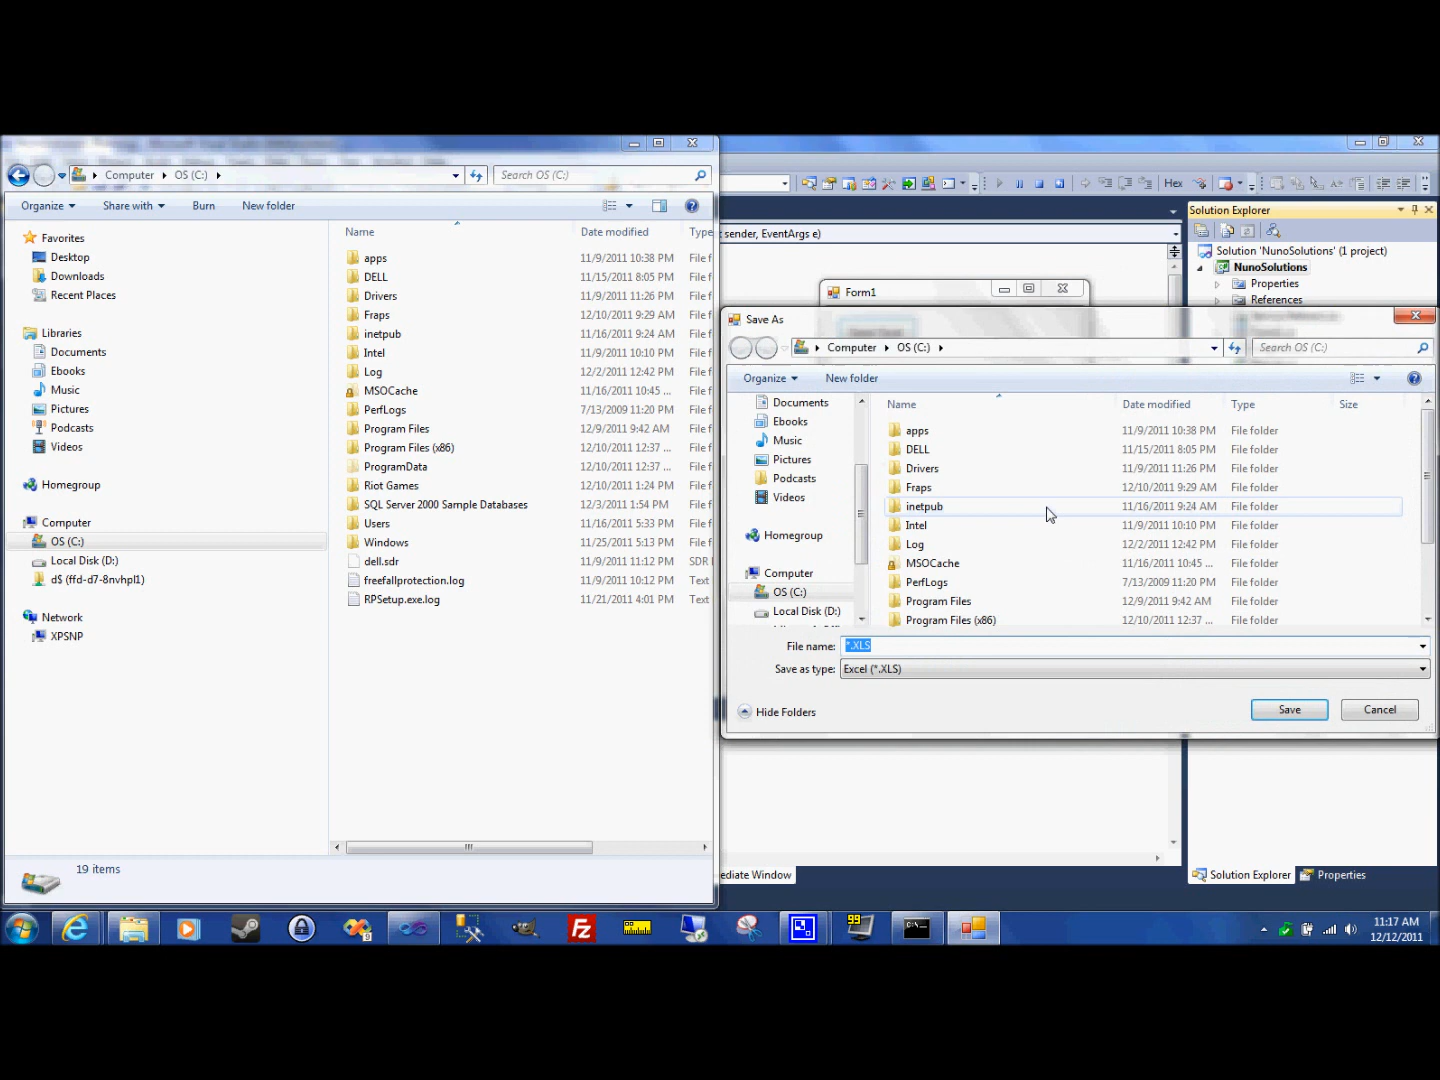 Computer OS (C:) Search OS (C:)
Organize Share with Burn New folder
Name Date modified Type
Favorites
Desktop
Downloads
Recent Places
Libraries
Documents
Ebooks
Music
Pictures
Podcasts
Videos
Homegroup
Computer
OS (C:)
Local Disk (D:)
d$ (ffd-d7-8nvhpl1)
Network
XPSNP
apps 11/9/2011 10:38 PM File f
DELL 11/15/2011 8:05 PM File f
Drivers 11/9/2011 11:26 PM File f
Fraps 12/10/2011 9:29 AM File f
inetpub 11/16/2011 9:24 AM File f
Intel 11/9/2011 10:10 PM File f
Log 12/2/2011 12:42 PM File f
MSOCache 11/16/2011 10:45 ... File f
PerfLogs 7/13/2009 11:20 PM File f
Program Files 12/9/2011 9:42 AM File f
Program Files (x86) 12/10/2011 12:37 ... File f
ProgramData 12/10/2011 12:37 ... File f
Riot Games 12/10/2011 1:24 PM File f
SQL Server 2000 Sample Databases 12/3/2011 1:54 PM File f
Users 11/16/2011 5:33 PM File f
Windows 11/25/2011 5:13 PM File f
dell.sdr 11/9/2011 11:12 PM SDR F
freefallprotection.log 11/9/2011 10:12 PM Text
RPSetup.exe.log 11/21/2011 4:01 PM Text
19 items
Hex
sender, EventArgs e)
Form1
Solution Explorer
Solution 'NunoSolutions' (1 project)
NunoSolutions
Properties
References
Save As
Computer OS (C:) Search OS (C:)
Organize New folder
Name Date modified Type Size
Documents
Ebooks
Music
Pictures
Podcasts
Videos
Homegroup
Computer
OS (C:)
Local Disk (D:)
apps 11/9/2011 10:38 PM File folder
DELL 11/15/2011 8:05 PM File folder
Drivers 11/9/2011 11:26 PM File folder
Fraps 12/10/2011 9:29 AM File folder
inetpub 11/16/2011 9:24 AM File folder
Intel 11/9/2011 10:10 PM File folder
Log 12/2/2011 12:42 PM File folder
MSOCache 11/16/2011 10:45 ... File folder
PerfLogs 7/13/2009 11:20 PM File folder
Program Files 12/9/2011 9:42 AM File folder
Program Files (x86) 12/10/2011 12:37 ... File folder
File name: *.XLS
Save as type: Excel (*.XLS)
Hide Folders Save Cancel
ediate Window
Solution Explorer Properties
Fz
99
11:17 AM
12/12/2011